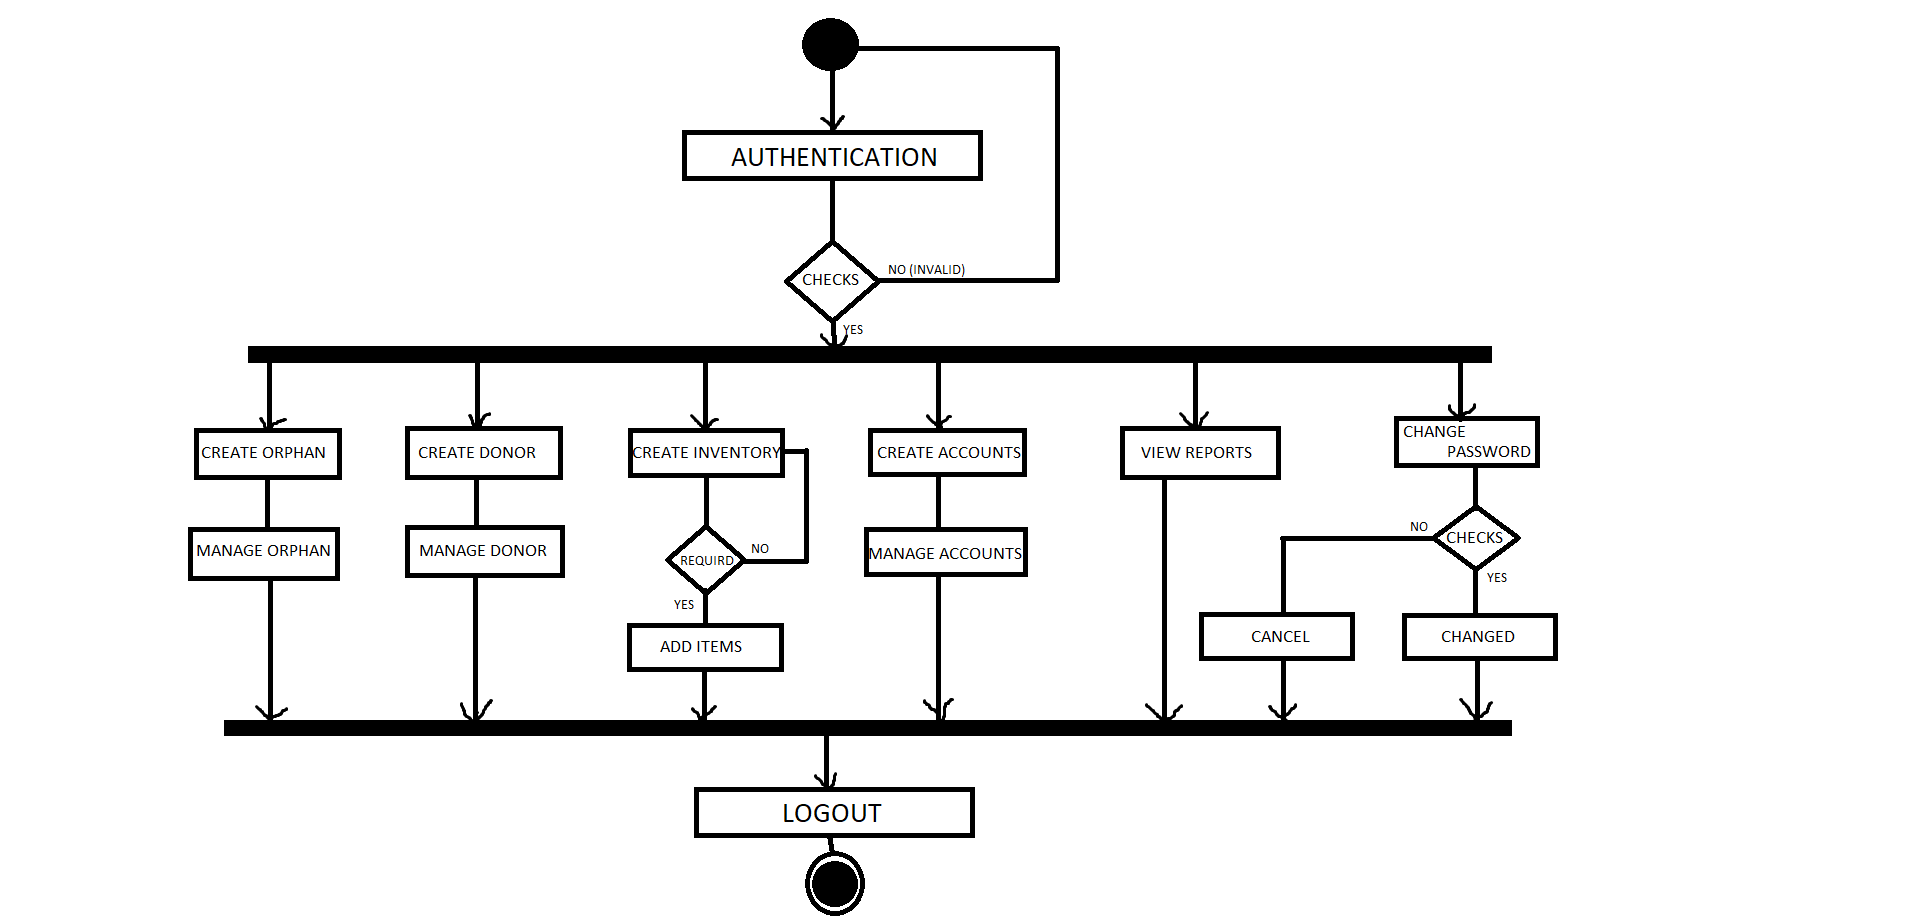 AUTHENTICATION
CHECKS
NO (INVALID)
YES
CREATE ORPHAN
CREATE DONOR
CREATE INVENTORY
CREATE ACCOUNTS
VIEW REPORTS
CHANGE
PASSWORD
MANAGE ORPHAN
MANAGE DONOR
REQUIRD
NO
MANAGE ACCOUNTS
NO
CHECKS
YES
YES
ADD ITEMS
CANCEL
CHANGED
LOGOUT